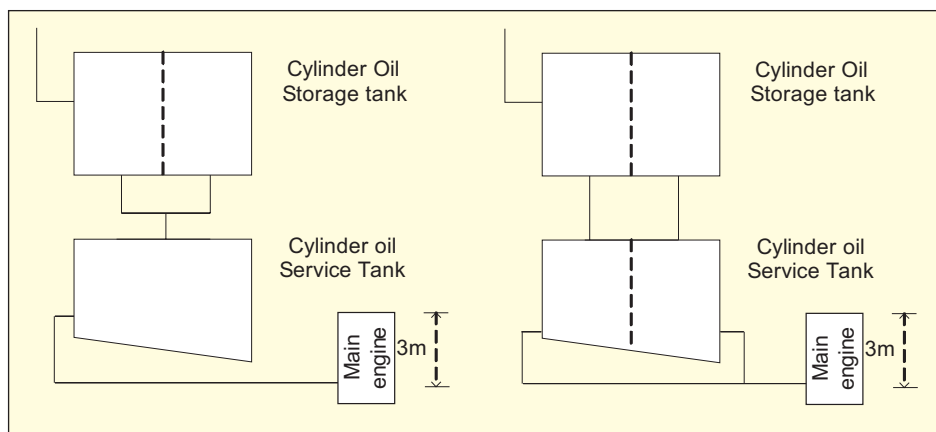 Cylinder Oil
Storage tank
Cylinder oil
Service Tank
Main
engine
3m
Cylinder Oil
Storage tank
Cylinder oil
Service Tank
Main
engine
3m